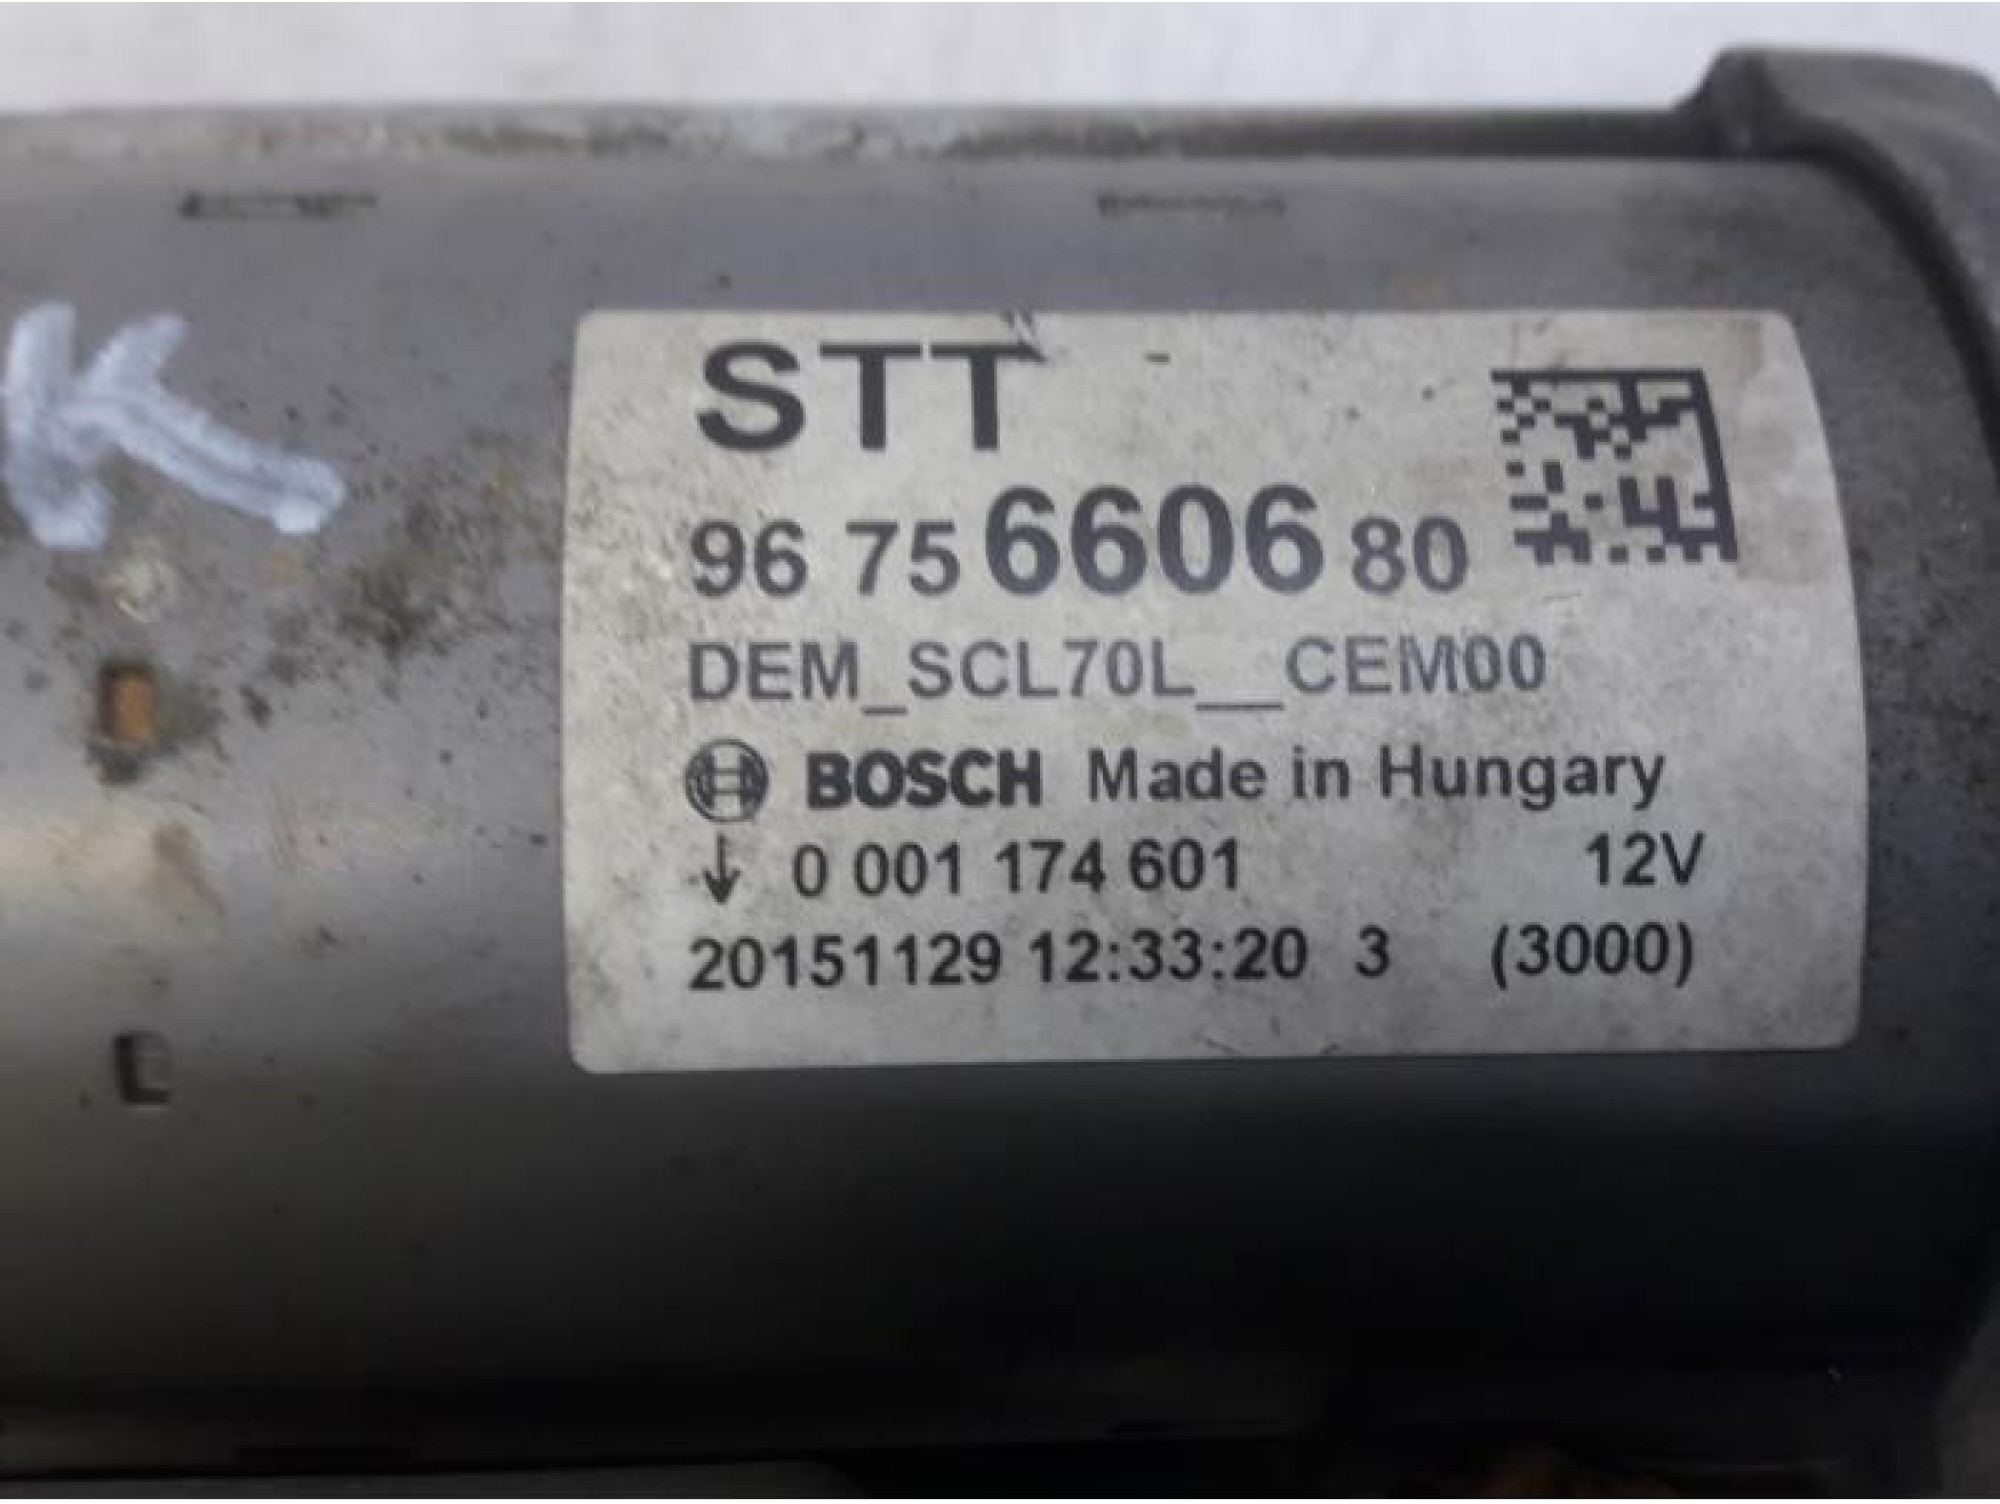 K
STT
96 75 6606 80
DEM_SCL70L__CEM00
BOSCH Made in Hungary
↓ 0 001 174 601 12V
20151129 12:33:20 3 (3000)